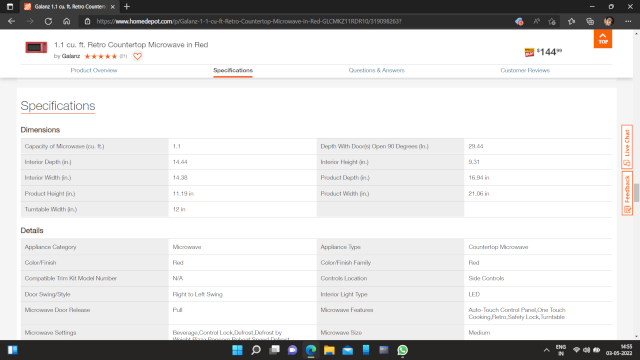 Galanz 1.1 cu. ft. Retro Counterto
https://www.homedepot.com/p/Galanz-1-1-cu-ft-Retro-Countertop-Microwave-in-Red-GLCMKZ11RDR10/319098263?
1.1 cu. ft. Retro Countertop Microwave in Red
by Galanz
$144⁹⁹
TOP
Product Overview
Specifications
Questions & Answers
Customer Reviews
Specifications
Dimensions
Capacity of Microwave (cu. ft.) 1.1 Depth With Door(s) Open 90 Degrees (in.) 29.44
Interior Depth (in.) 14.44 Interior Height (in.) 9.31
Interior Width (in.) 14.38 Product Depth (in.) 16.94 in
Product Height (in.) 11.19 in Product Width (in.) 21.06 in
Turntable Width (in.) 12 in
Details
Appliance Category Microwave Appliance Type Countertop Microwave
Color/Finish Red Color/Finish Family Red
Compatible Trim Kit Model Number N/A Controls Location Side Controls
Door Swing/Style Right to Left Swing Interior Light Type LED
Microwave Door Release Pull Microwave Features Auto-Touch Control Panel,One Touch
Cooking,Retro,Safety Lock,Turntable
Microwave Settings Beverage,Control Lock,Defrost,Defrost by Microwave Size Medium
Live Chat
Feedback
ENG
IN
14:55
03-05-2022